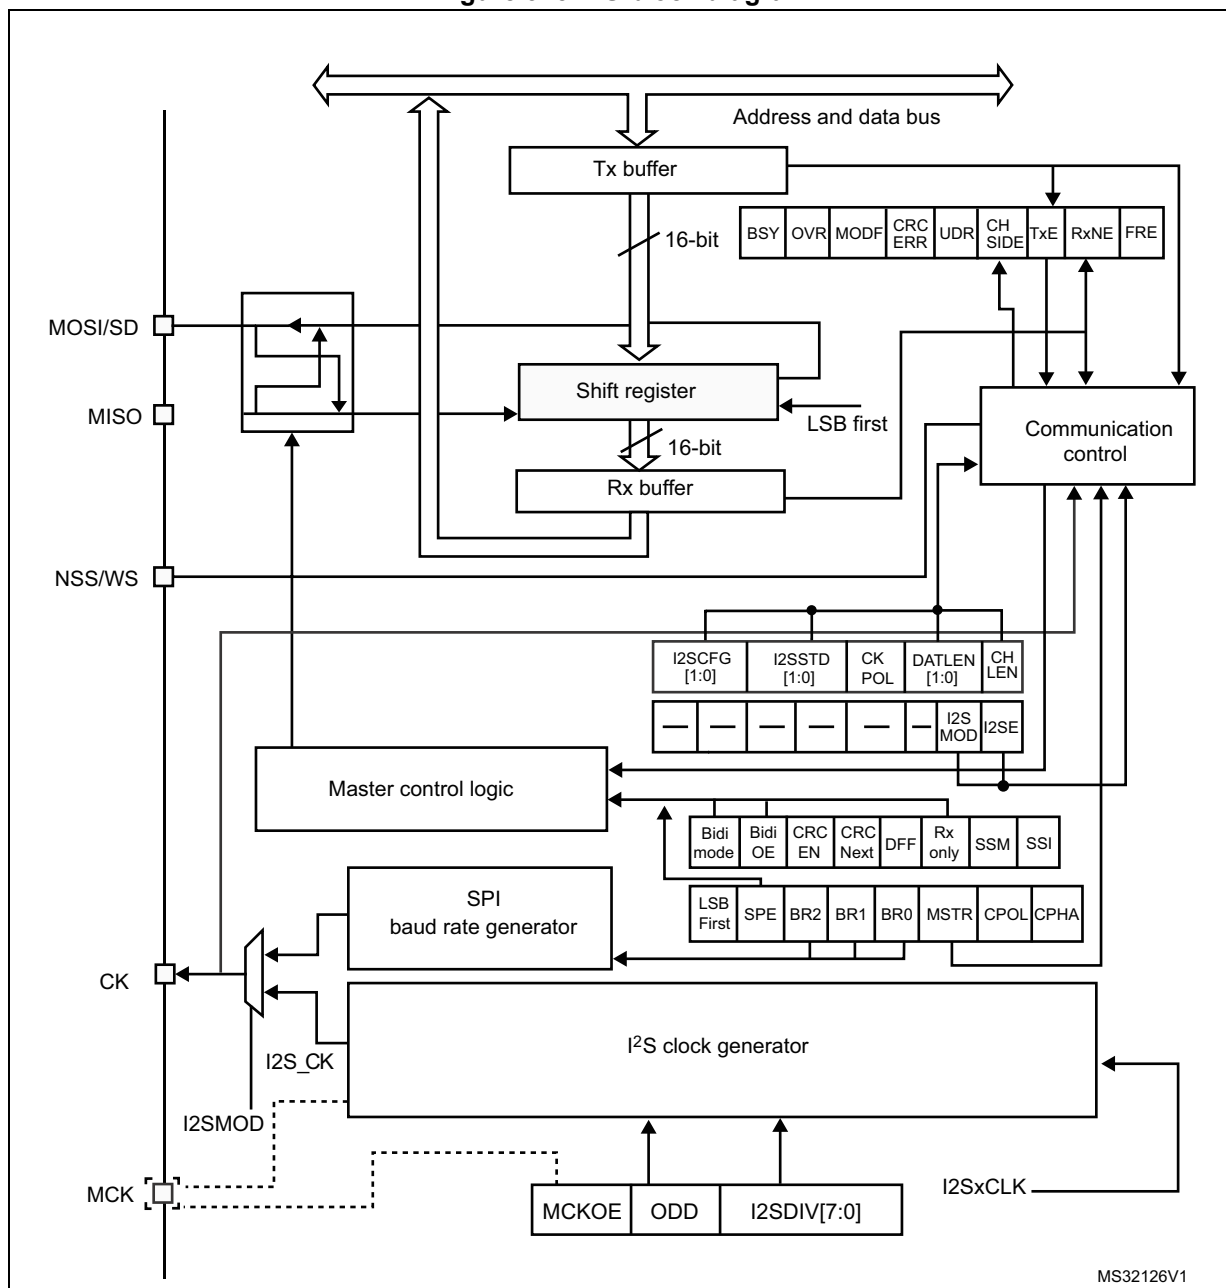 Address and data bus
Tx buffer
16-bit
BSY OVR MODF CRC ERR UDR CH SIDE TxE RxNE FRE
MOSI/SD
Shift register
MISO
LSB first
Communication
control
16-bit
Rx buffer
NSS/WS
I2SCFG [1:0] I2SSTD [1:0] CK POL DATLEN [1:0] CH LEN
— — — — — — I2S MOD I2SE
Master control logic
Bidi mode Bidi OE CRC EN CRC Next DFF Rx only SSM SSI
SPI
baud rate generator
LSB First SPE BR2 BR1 BR0 MSTR CPOL CPHA
CK
I2S clock generator
I2S_CK
I2SMOD
MCK
I2SxCLK
MCKOE ODD I2SDIV[7:0]
MS32126V1